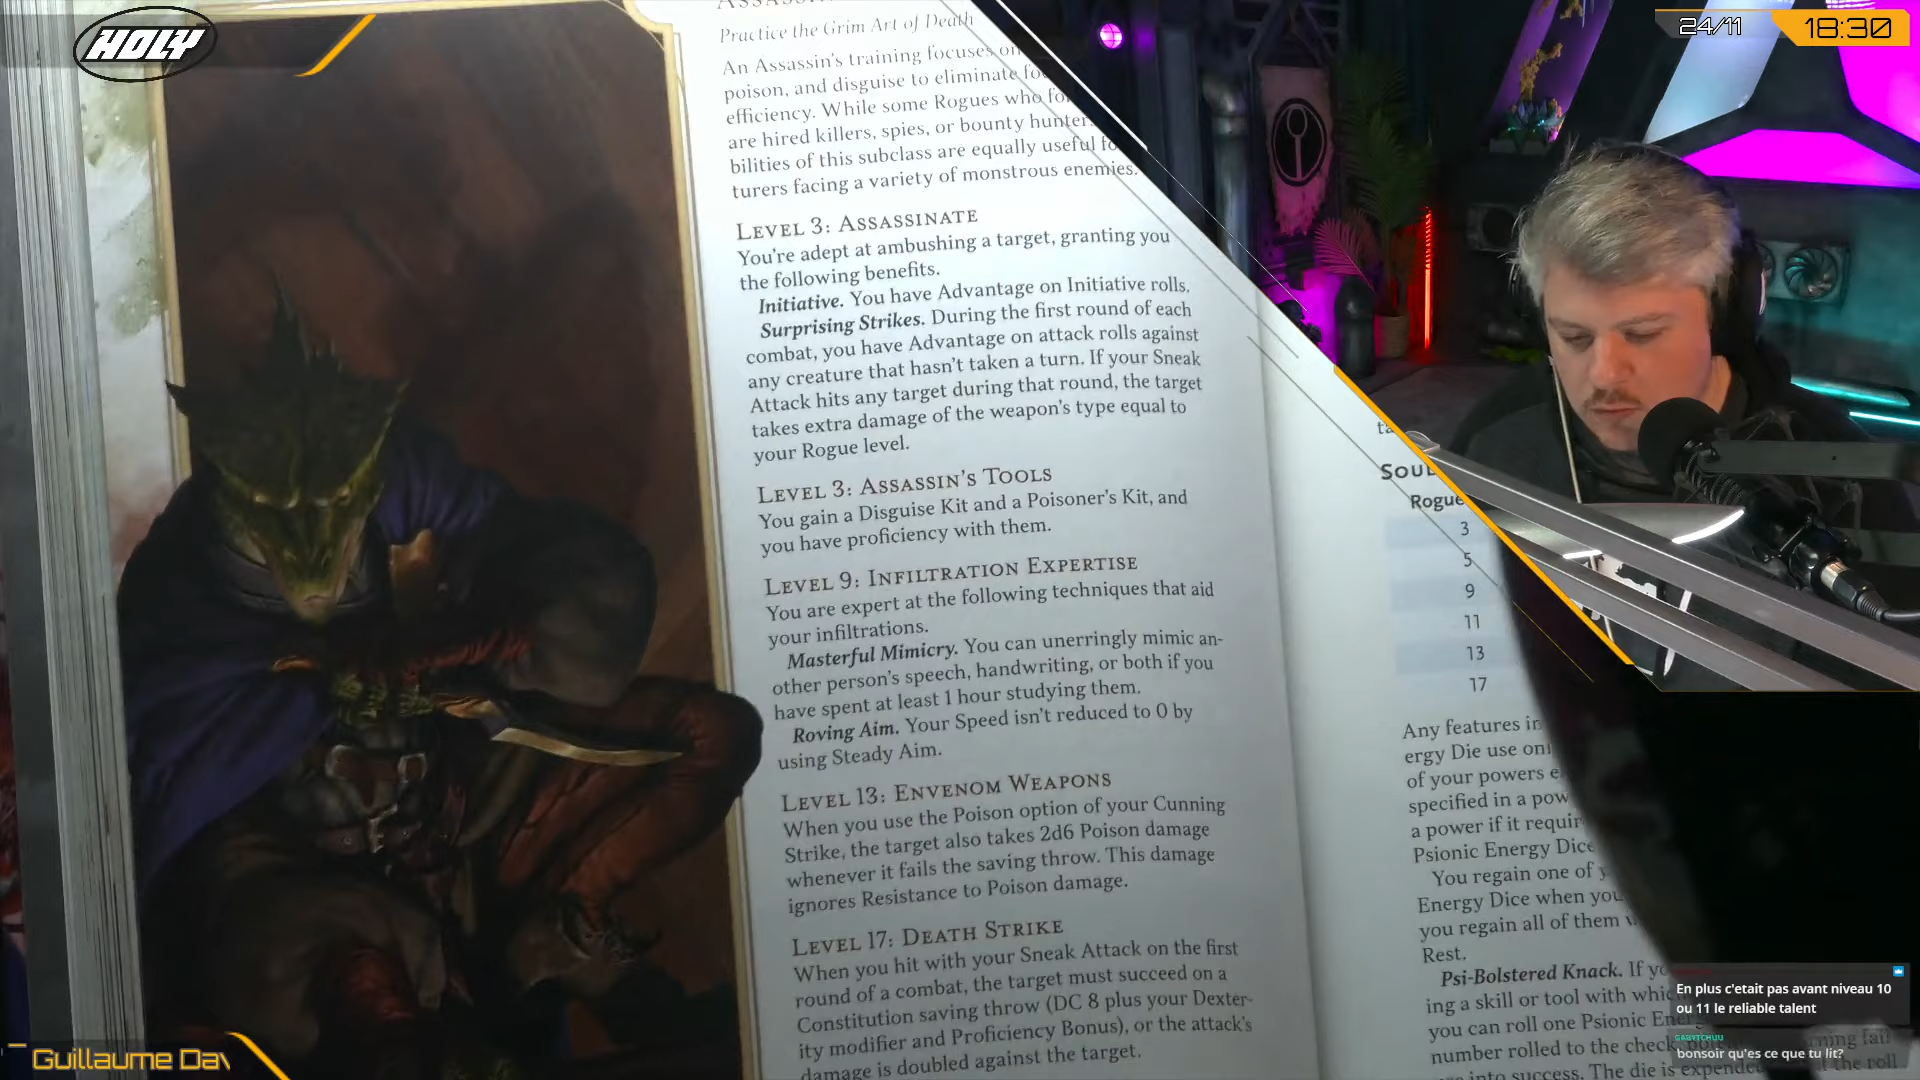 HOLY
24/11
18:30
Practice the Grim Art of Death
An Assassin's training focuses on
poison, and disguise to eliminate
efficiency. While some Rogues who
are hired killers, spies, or bounty
bilities of this subclass are equally useful
turers facing a variety of monstrous enemies.
LEVEL 3: ASSASSINATE
You're adept at ambushing a target, granting you
the following benefits.
Initiative. You have Advantage on Initiative rolls.
Surprising Strikes. During the first round of each
combat, you have Advantage on attack rolls against
any creature that hasn't taken a turn. If your Sneak
Attack hits any target during that round, the target
takes extra damage of the weapon's type equal to
your Rogue level.
LEVEL 3: ASSASSIN'S TOOLS
You gain a Disguise Kit and a Poisoner's Kit, and
you have proficiency with them.
LEVEL 9: INFILTRATION EXPERTISE
You are expert at the following techniques that aid
your infiltrations.
Masterful Mimicry. You can unerringly mimic an-
other person's speech, handwriting, or both if you
have spent at least 1 hour studying them.
Roving Aim. Your Speed isn't reduced to 0 by
using Steady Aim.
LEVEL 13: ENVENOM WEAPONS
When you use the Poison option of your Cunning
Strike, the target also takes 2d6 Poison damage
whenever it fails the saving throw. This damage
ignores Resistance to Poison damage.
LEVEL 17: DEATH STRIKE
When you hit with your Sneak Attack on the first
round of a combat, the target must succeed on a
Constitution saving throw (DC 8 plus your Dexter-
ity modifier and Proficiency Bonus), or the attack's
damage is doubled against the target.
SOUL
Rogue
3
5
9
11
13
17
Any features
ergy Die use
of your powers
specified in a
a power if it
Psionic Energy Dice
You regain one of
Energy Dice when you
you regain all of them
Rest.
Psi-Bolstered Knack. If
ing a skill or tool with
you can roll one Psionic
number rolled to the check,
into success. The die is expended
the roll
Guillaume
En plus c'etait pas avant niveau 10
ou 11 le reliable talent
bonsoir qu'es ce que tu lit?